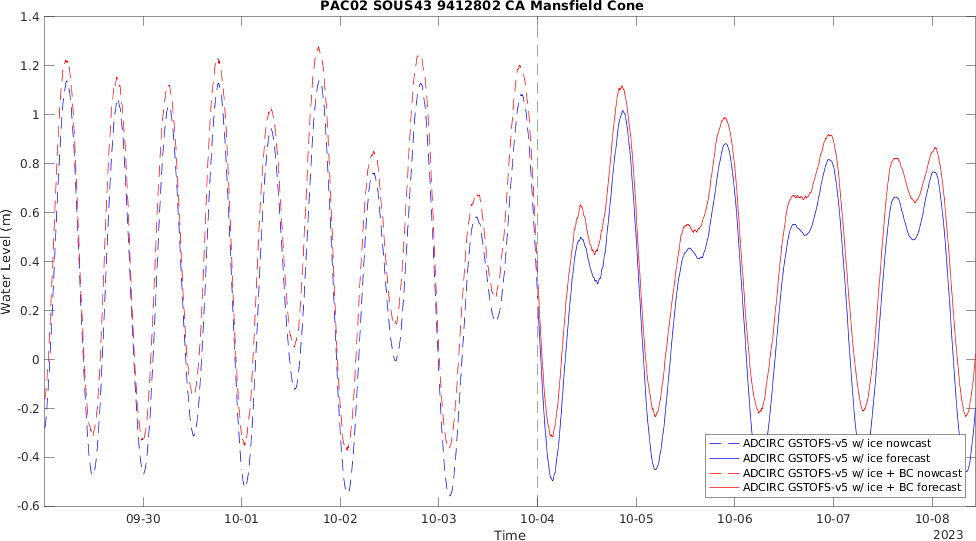 PAC02 SOUS43 9412802 CA Mansfield Cone
1.4
1.2
1
0.8
0.6
0.4
0.2
0
-0.2
-0.4
-0.6
Water Level (m)
ADCIRC GSTOFS-v5 w/ ice nowcast
ADCIRC GSTOFS-v5 w/ ice forecast
ADCIRC GSTOFS-v5 w/ ice + BC nowcast
ADCIRC GSTOFS-v5 w/ ice + BC forecast
09-30 10-01 10-02 10-03 10-04 10-05 10-06 10-07 10-08
Time 2023